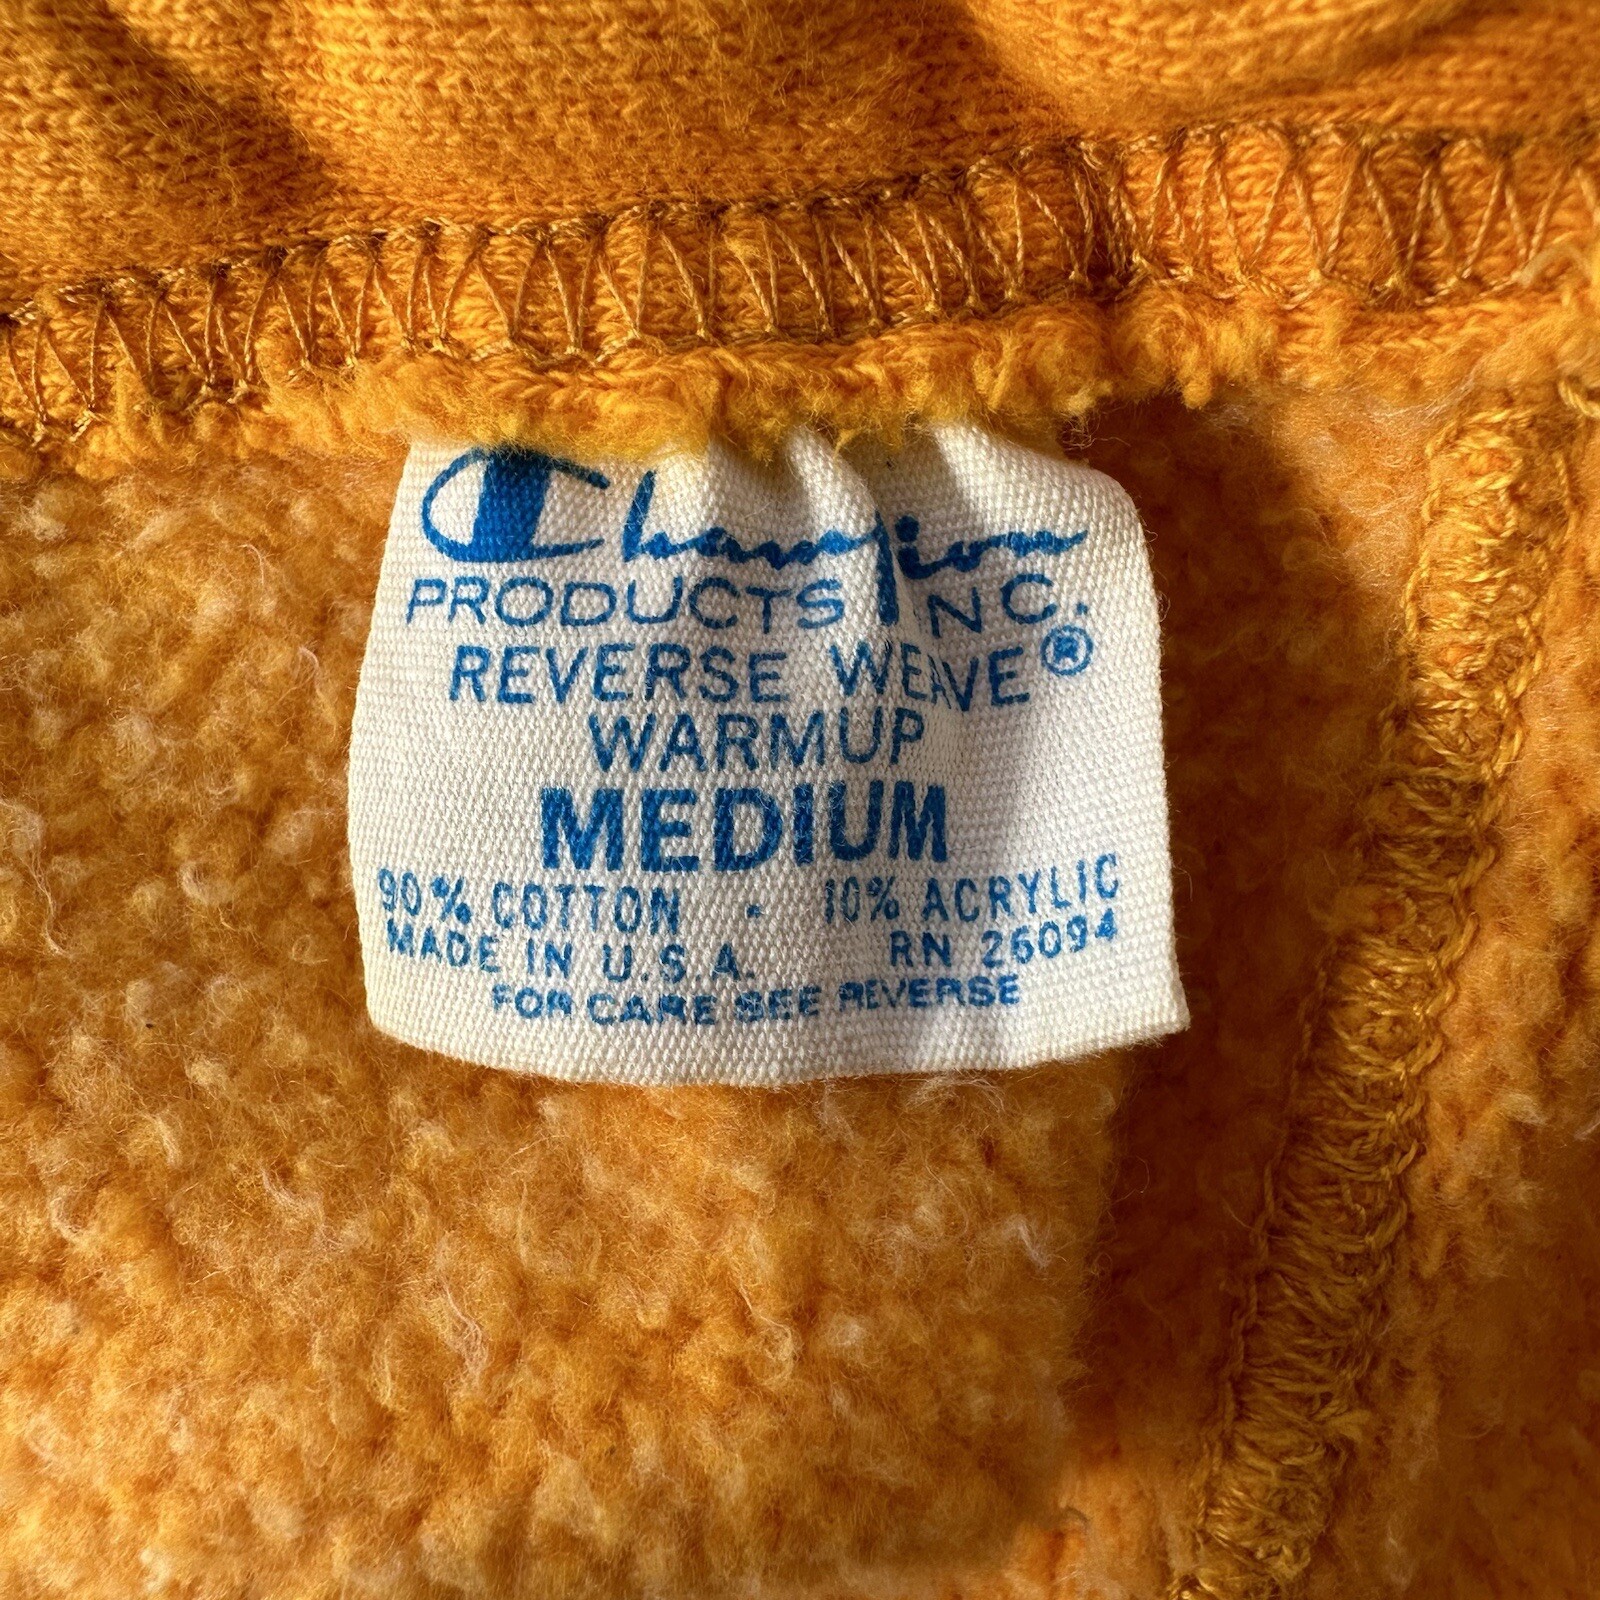 Champion
PRODUCTS INC.
REVERSE WEAVE®
WARMUP
MEDIUM
90% COTTON · 10% ACRYLIC
MADE IN U.S.A. RN 26094
FOR CARE SEE REVERSE